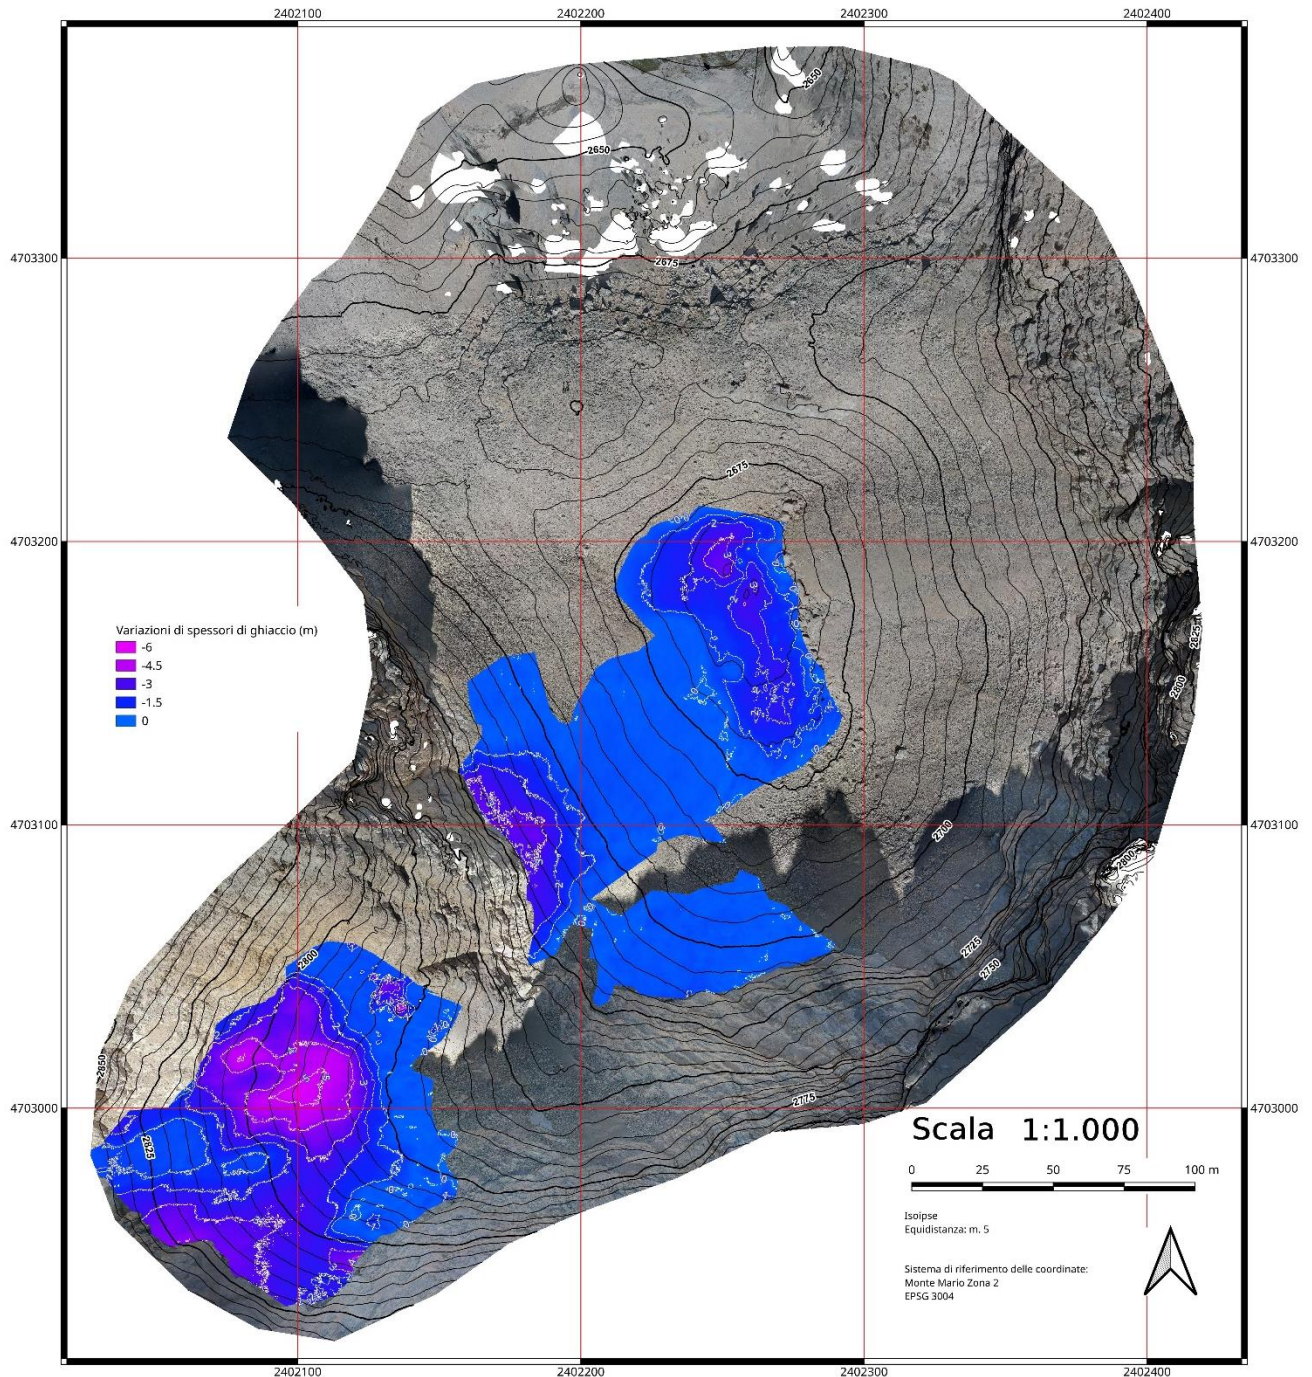 2402100 2402200 2402300 2402400
2650
2650
4703300 4703300
2675
2675
4703200 4703200
2825
Variazioni di spessori di ghiaccio (m)
-6
-4.5
-3
-1.5
0
2800
4703100 4703100
2700
2800
2725
2750
2800
2850
4703000 4703000
2775
2825
Scala 1:1.000
0 25 50 75 100 m
Isoipse
Equidistanza: m. 5
Sistema di riferimento delle coordinate:
Monte Mario Zona 2
EPSG 3004
2402100 2402200 2402300 2402400